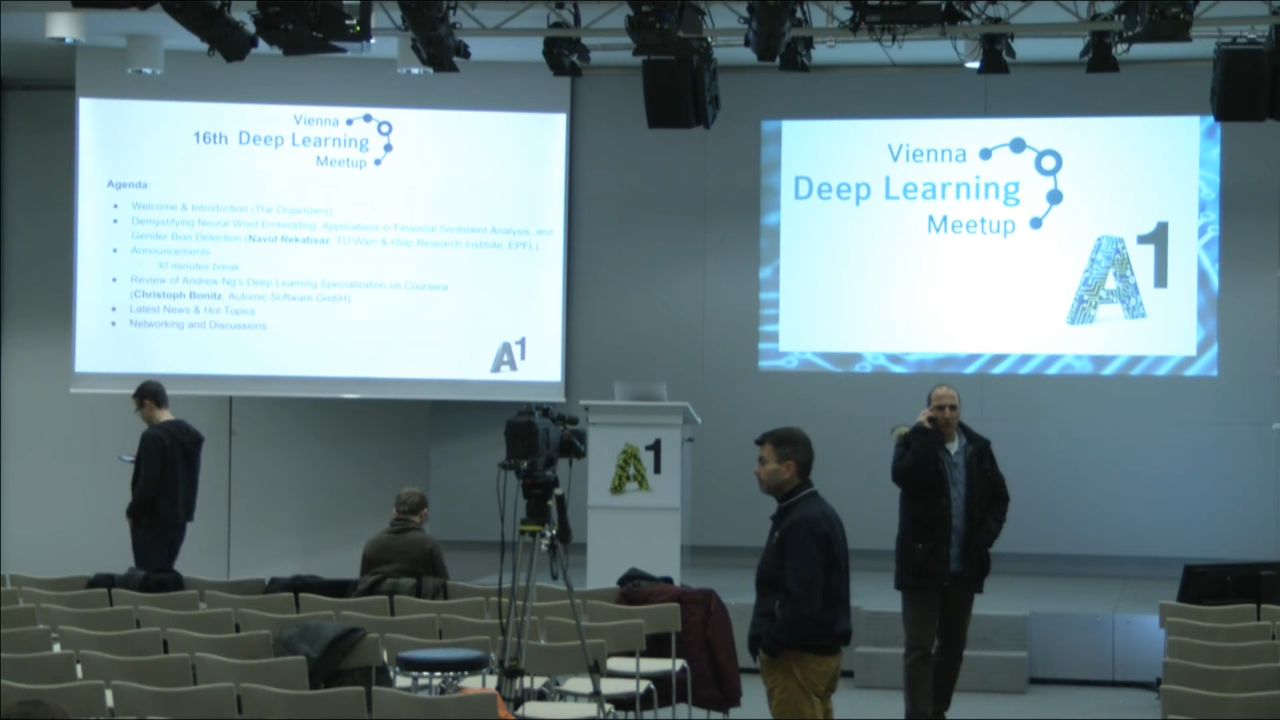 Vienna
16th Deep Learning
Meetup
Agenda:
● Welcome & Introduction (The Organizers)
● Demystifying Neural Word Embedding: Applications in Financial Sentiment Analysis, and
Gender Bias Detection (Navid Rekabsaz, TU Wien & Idiap Research Institute, EPFL)
● Announcements
30 minutes break
● Review of Andrew Ng's Deep Learning Specialization on Coursera
(Christoph Bonitz, Automic Software GmbH)
● Latest News & Hot Topics
● Networking and Discussions
A1
Vienna
Deep Learning
Meetup
A1
A1